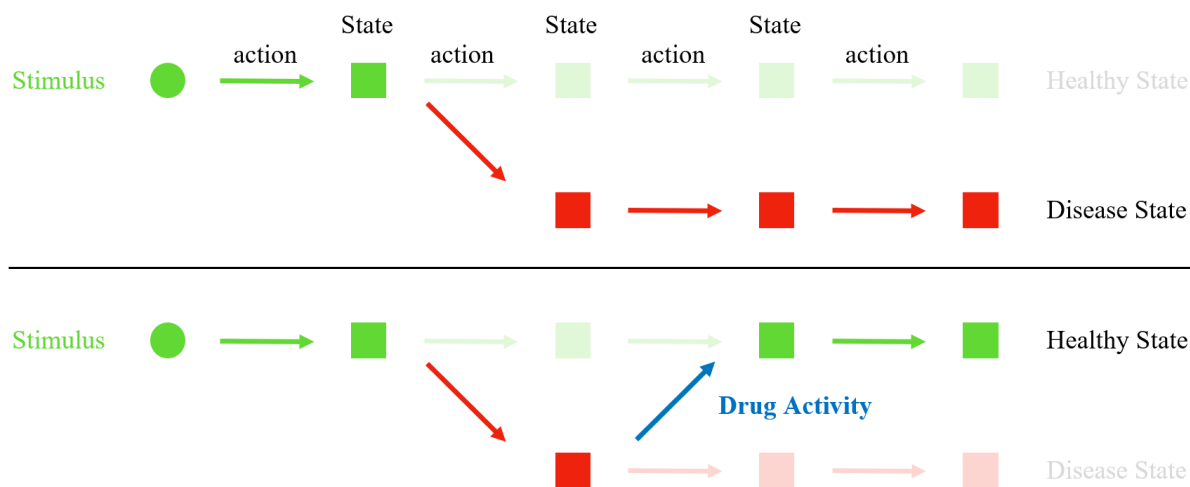 State State State
action action action action
Stimulus Healthy State
Disease State
Stimulus Healthy State
Drug Activity
Disease State